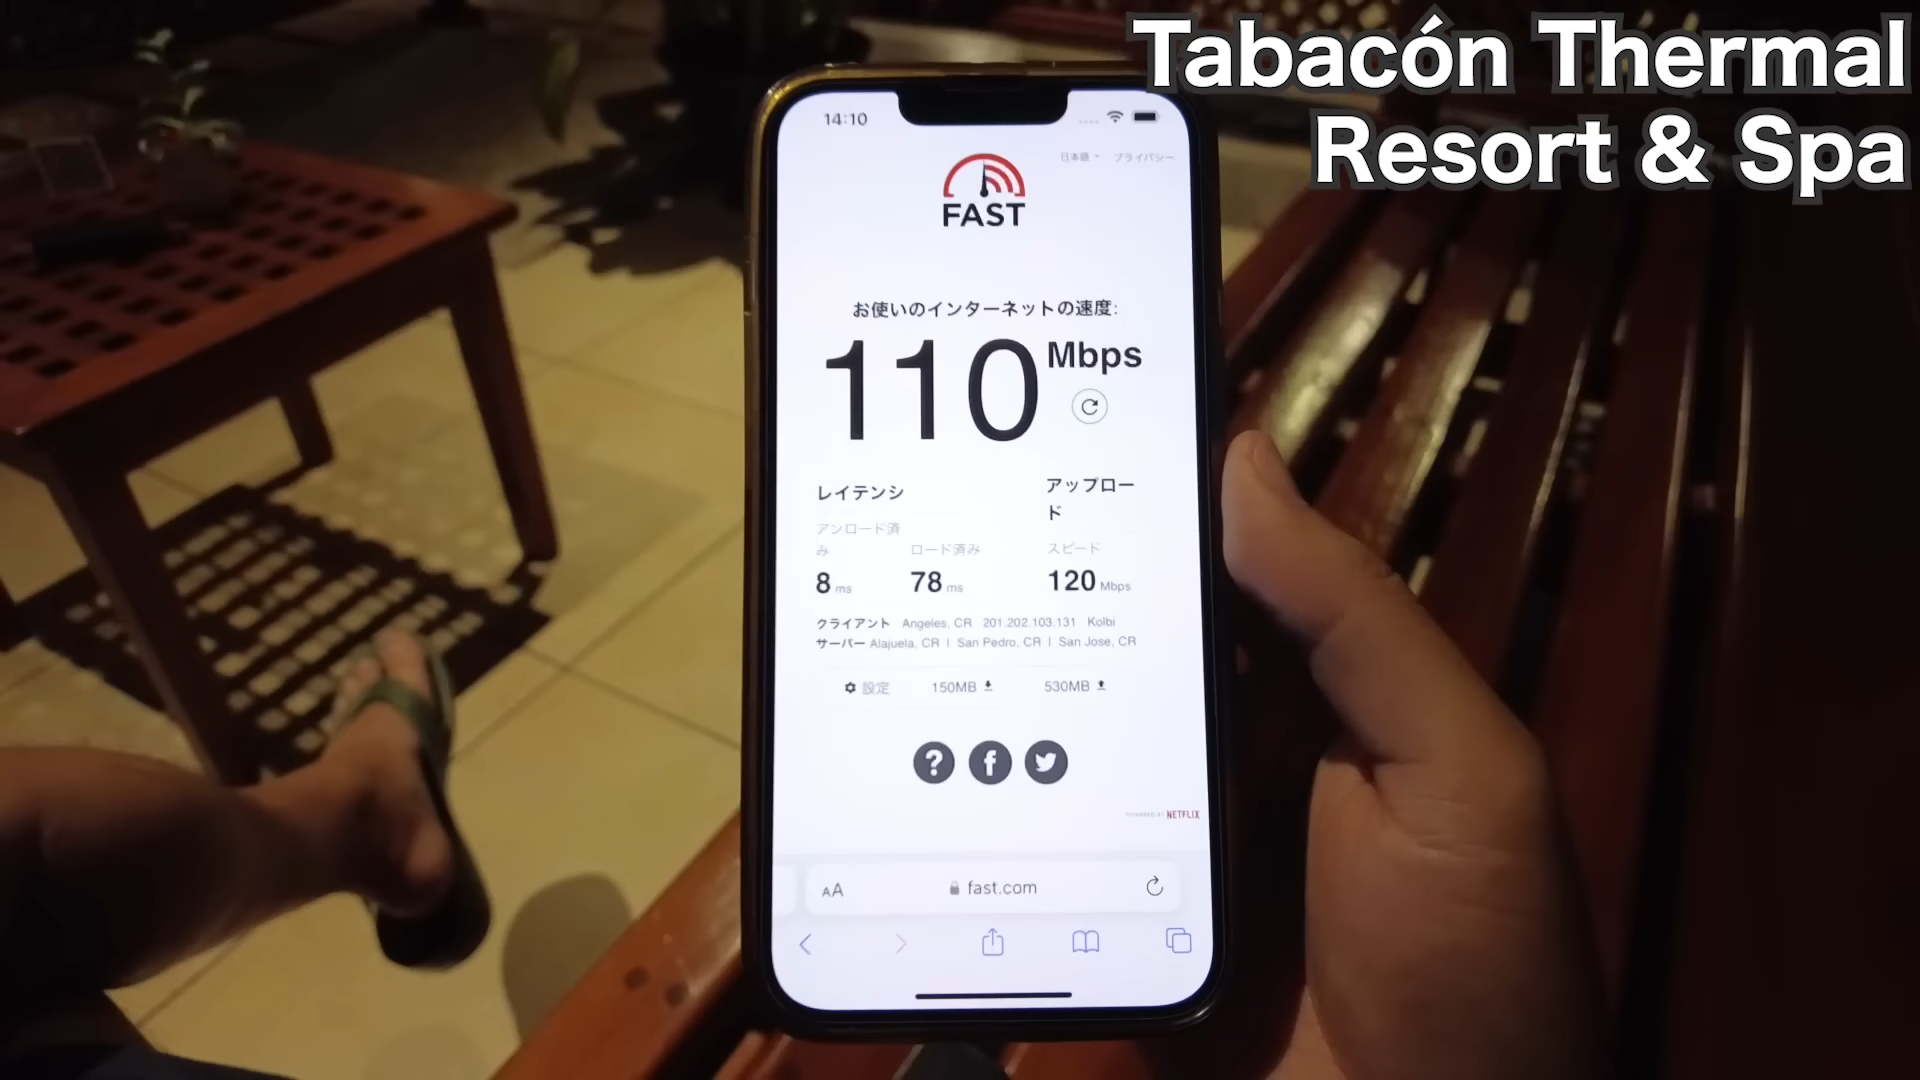 Tabacón Thermal
Resort & Spa
14:10
日本語 プライバシー
FAST
お使いのインターネットの速度:
110 Mbps
レイテンシ
アップロー
ド
アンロード済
み
ロード済み
スピード
8 ms
78 ms
120 Mbps
クライアント Angeles, CR 201.202.103.131 Kolbi
サーバー Alajuela, CR | San Pedro, CR | San Jose, CR
設定 150MB 530MB
POWERED BY NETFLIX
AA fast.com